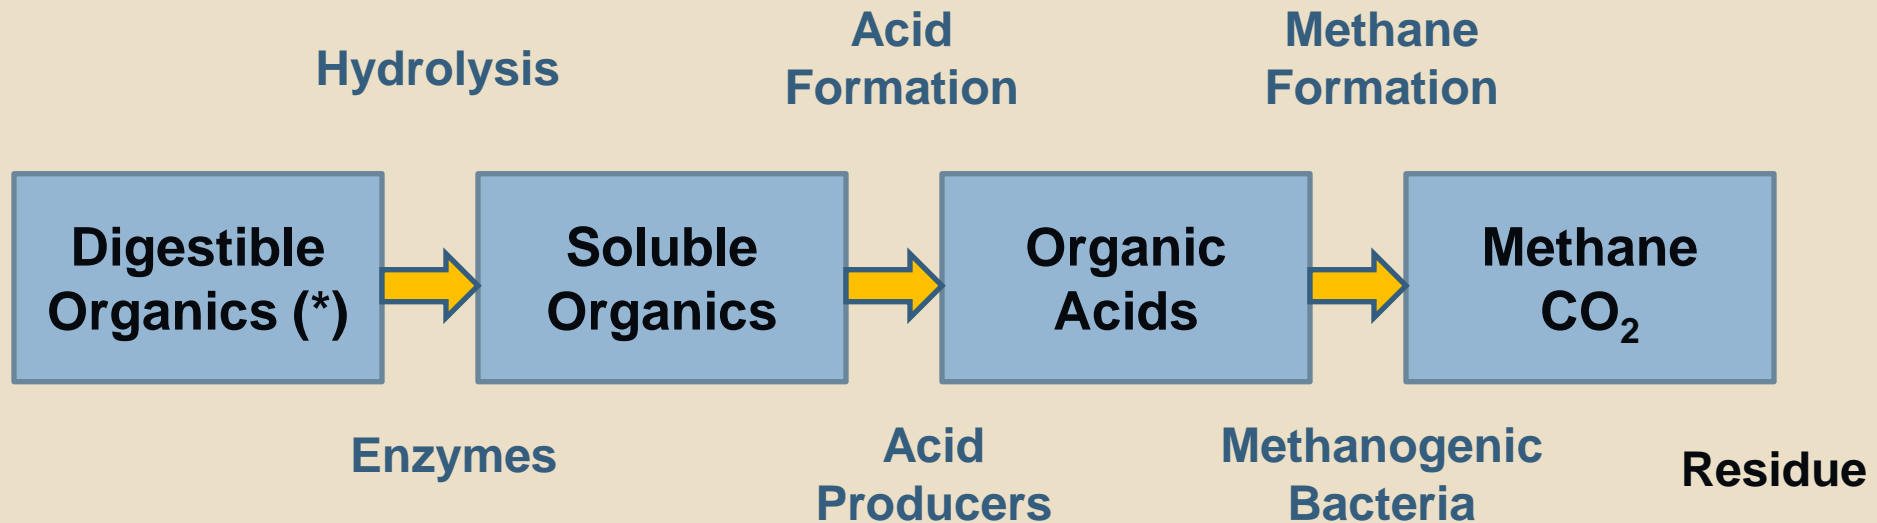 Hydrolysis
Acid
Formation
Methane
Formation
Digestible
Organics (*)
Soluble
Organics
Organic
Acids
Methane
CO₂
Enzymes
Acid
Producers
Methanogenic
Bacteria
Residue